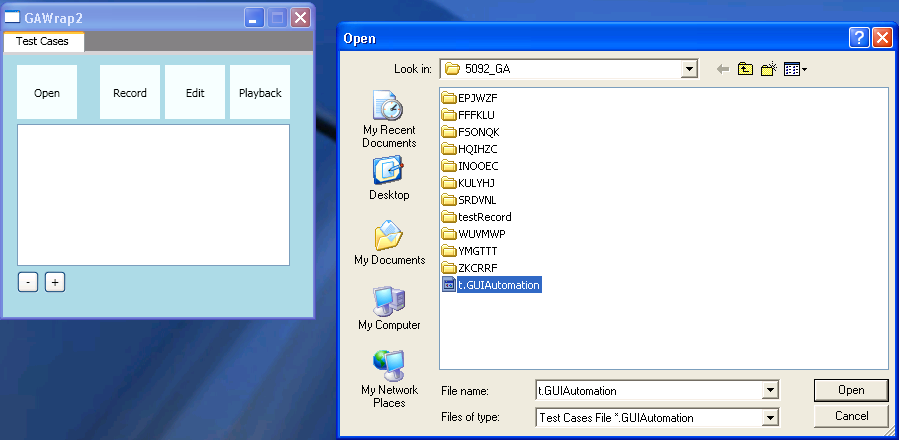 GAWrap2
Test Cases
Open
Record
Edit
Playback
-
+
Open
Look in:
5092_GA
My Recent
Documents
Desktop
My Documents
My Computer
My Network
Places
EPJWZF
FFFKLU
FSONQK
HQIHZC
INOOEC
KULYHJ
SRDVNL
testRecord
WUVMWP
YMGTTT
ZKCRRF
t.GUIAutomation
File name:
t.GUIAutomation
Open
Files of type:
Test Cases File *.GUIAutomation
Cancel